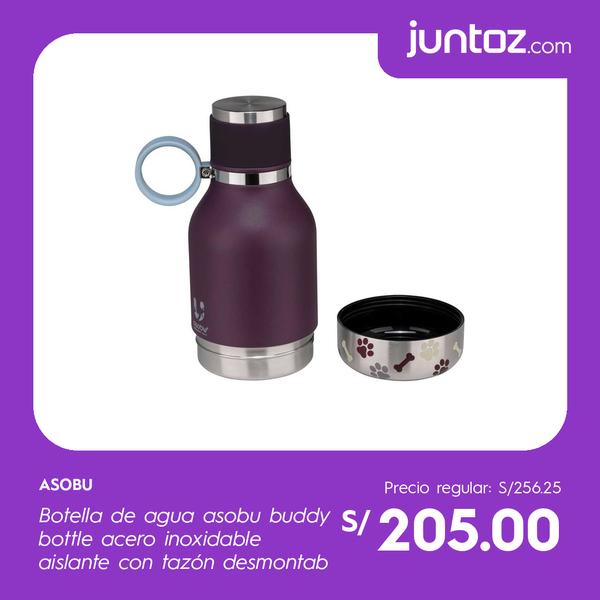 juntoz.com
ASOBU
Botella de agua asobu buddy
bottle acero inoxidable
aislante con tazón desmontab
Precio regular: S/256.25
S/ 205.00